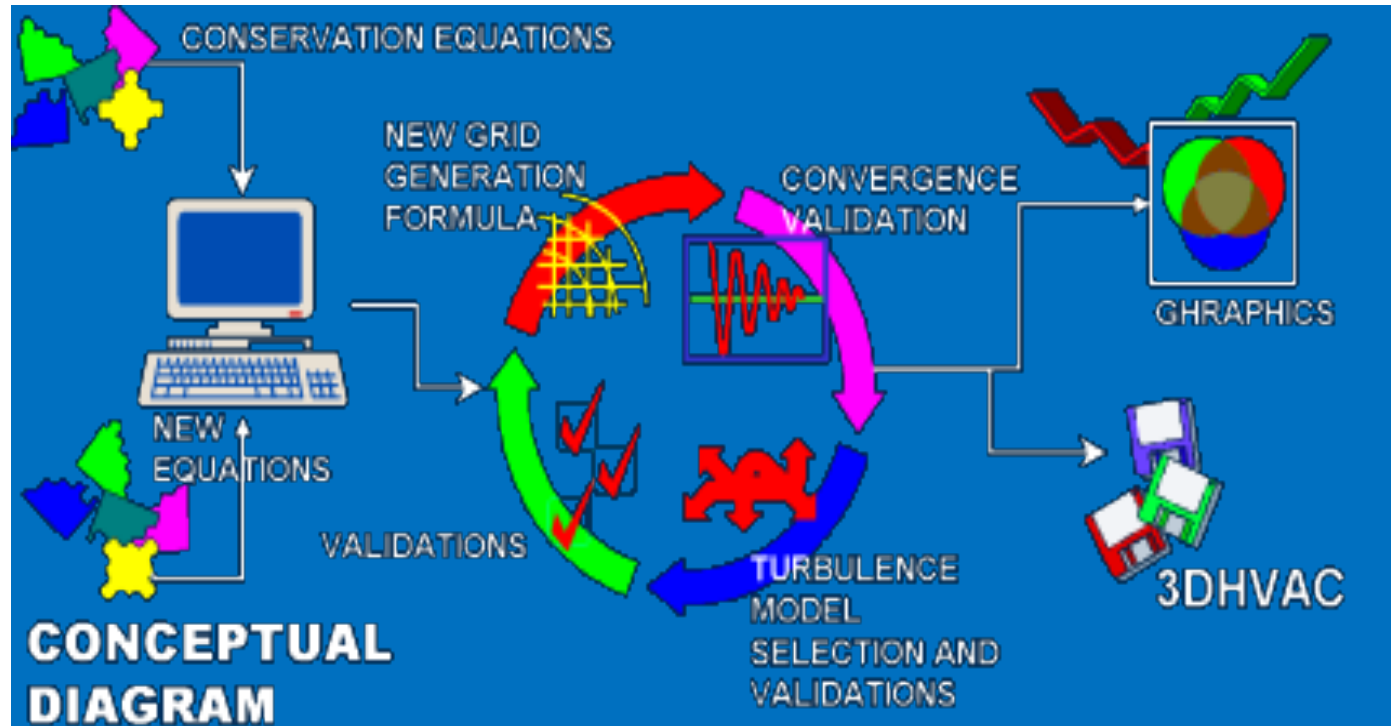 CONSERVATION EQUATIONS
NEW GRID
GENERATION
FORMULA
CONVERGENCE
VALIDATION
GHRAPHICS
NEW
EQUATIONS
VALIDATIONS
TURBULENCE
MODEL
SELECTION AND
VALIDATIONS
3DHVAC
CONCEPTUAL
DIAGRAM